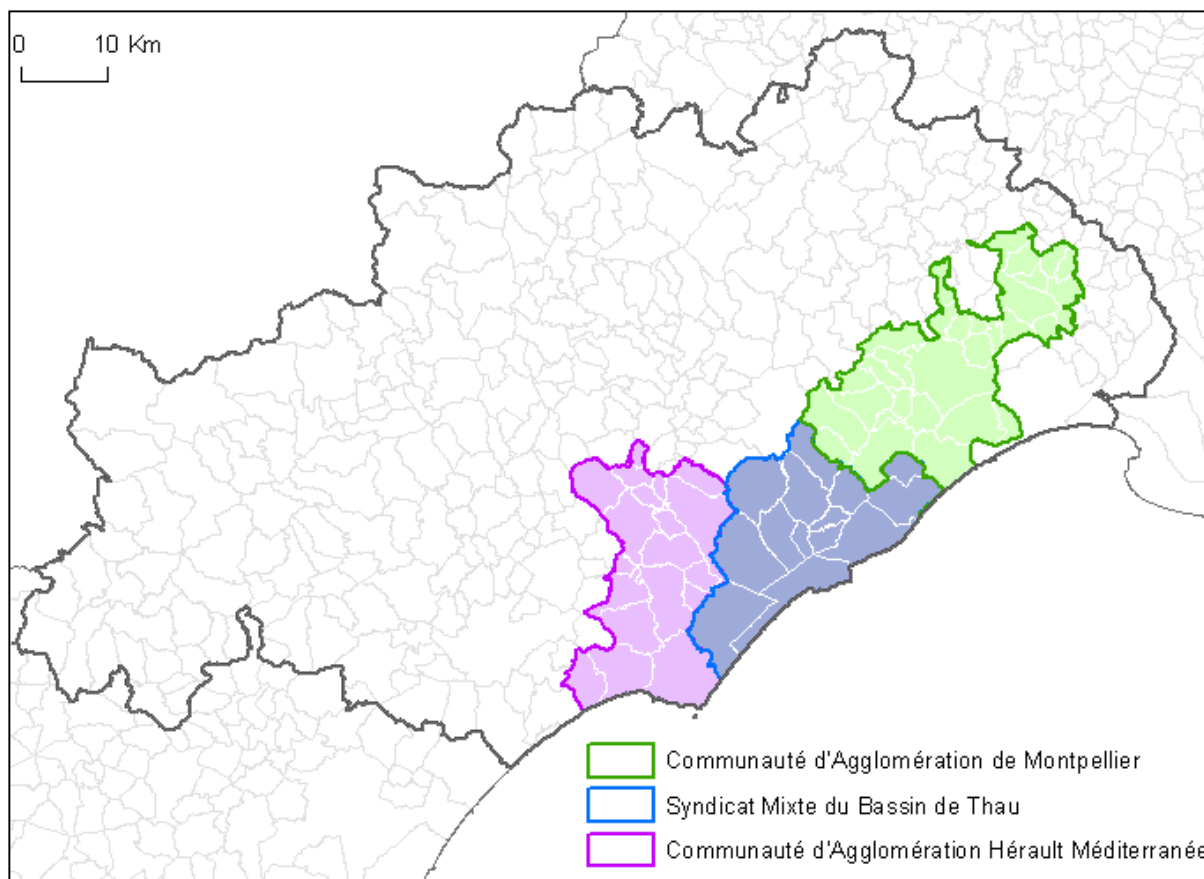 0 10 Km
Communauté d'Agglomération de Montpellier
Syndicat Mixte du Bassin de Thau
Communauté d'Agglomération Hérault Méditerranée